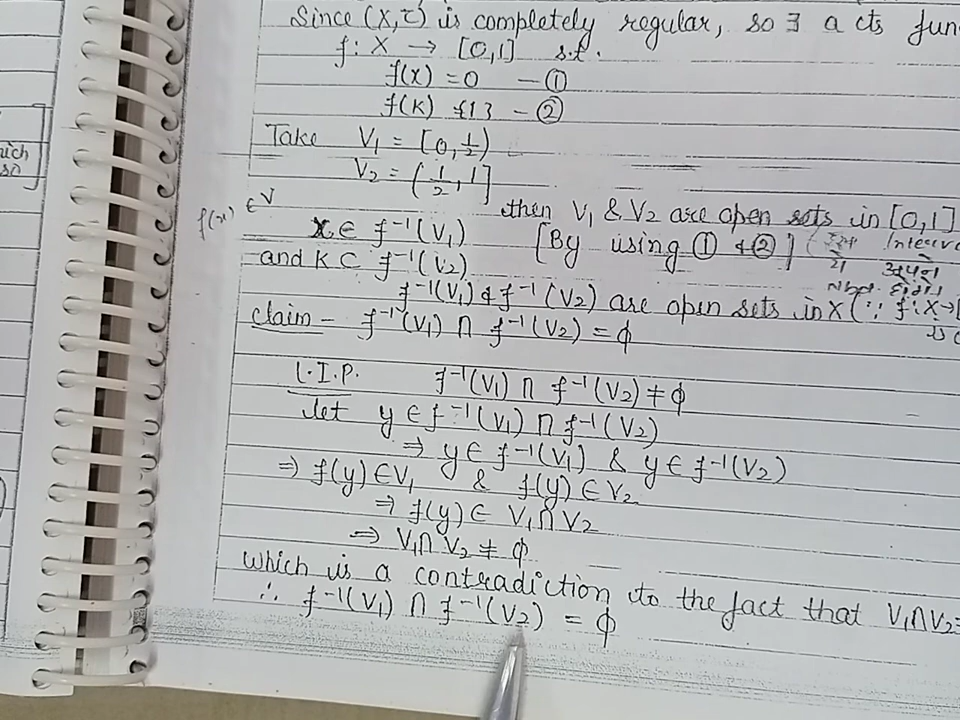 Since (X,τ) is completely regular, so ∃ a cts fun
f: X → [0,1] s.t.
f(x) = 0 — ①
f(K) {1} — ②
Take V₁ = [0,½)
V₂ = (½,1]
f(x) ∈ V
then V₁ & V₂ are open sets in [0,1]
x ∈ f⁻¹(V₁) [By using ① & ②]
and K ⊂ f⁻¹(V₂)
f⁻¹(V₁) & f⁻¹(V₂) are open sets in X (∵ f: X→
claim – f⁻¹(V₁) ∩ f⁻¹(V₂) = ϕ
L.I.P. f⁻¹(V₁) ∩ f⁻¹(V₂) ≠ ϕ
let y ∈ f⁻¹(V₁) ∩ f⁻¹(V₂)
⇒ y ∈ f⁻¹(V₁) & y ∈ f⁻¹(V₂)
⇒ f(y) ∈ V₁ & f(y) ∈ V₂
⇒ f(y) ∈ V₁ ∩ V₂
⇒ V₁ ∩ V₂ ≠ ϕ
which is a contradiction to the fact that V₁∩V₂=
∴ f⁻¹(V₁) ∩ f⁻¹(V₂) = ϕ